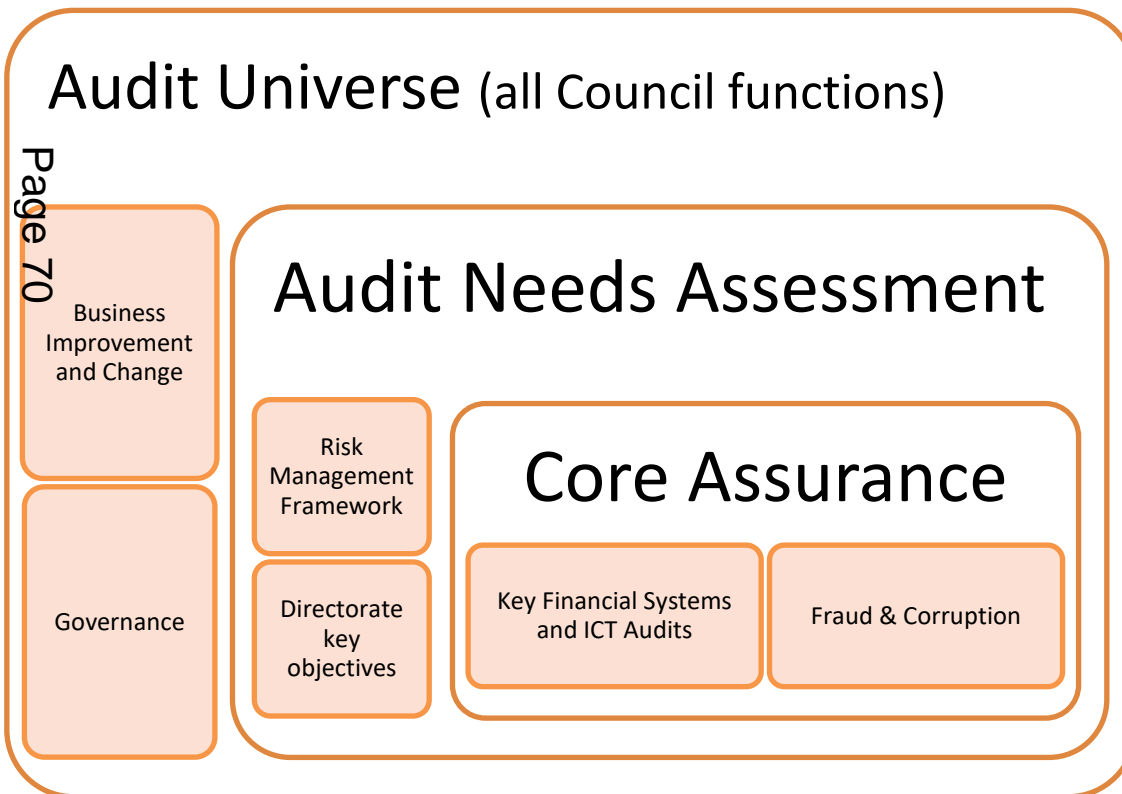 Audit Universe (all Council functions)
Page 70
Business
Improvement
and Change
Governance
Audit Needs Assessment
Risk
Management
Framework
Directorate
key
objectives
Core Assurance
Key Financial Systems
and ICT Audits
Fraud & Corruption